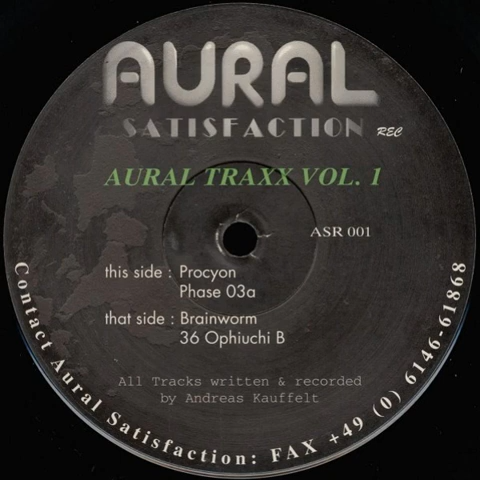 AURAL
SATISFACTION REC
AURAL TRAXX VOL. 1
ASR 001
this side : Procyon
Phase 03a
that side : Brainworm
36 Ophiuchi B
All Tracks written & recorded
by Andreas Kauffelt
Contact Aural Satisfaction: FAX +49 (0) 6146-61868